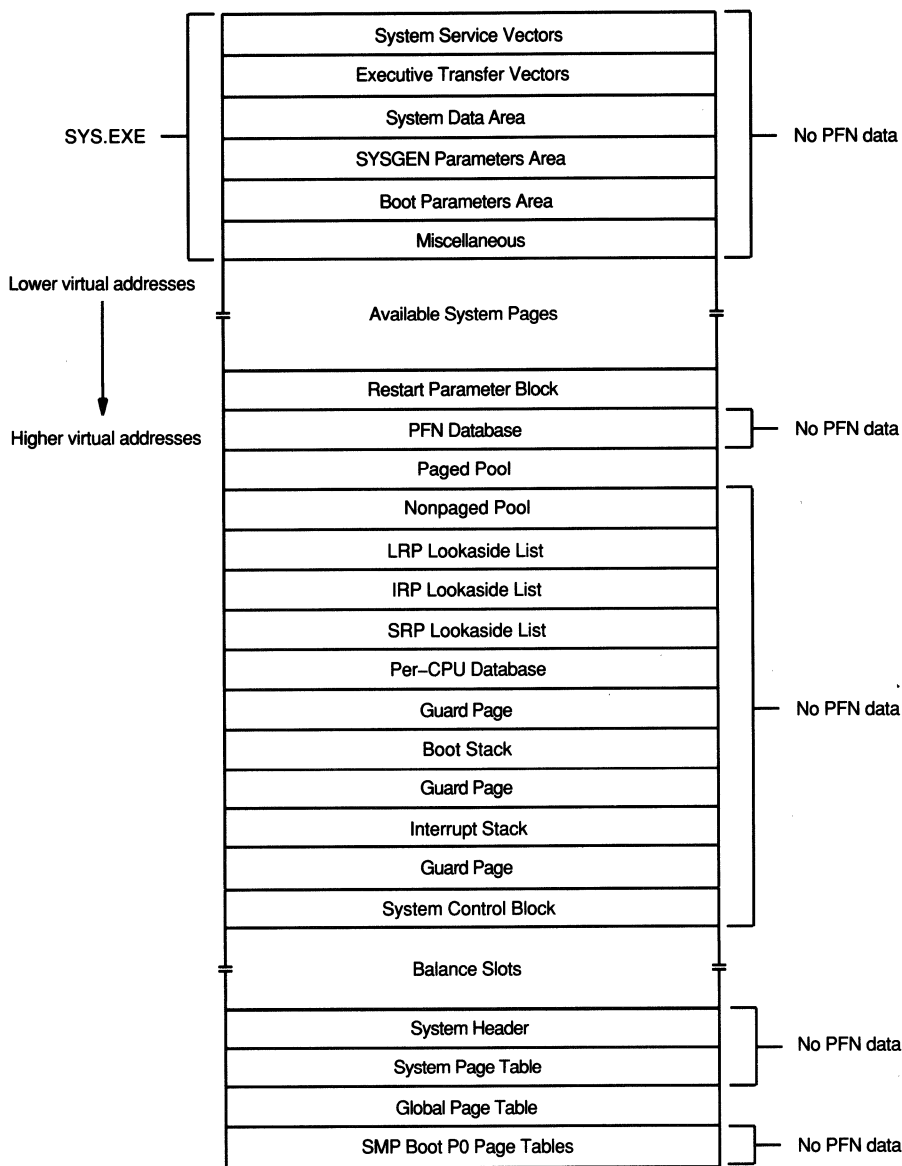 System Service Vectors
Executive Transfer Vectors
System Data Area
SYS.EXE
No PFN data
SYSGEN Parameters Area
Boot Parameters Area
Miscellaneous
Lower virtual addresses
Available System Pages
Restart Parameter Block
Higher virtual addresses
PFN Database
No PFN data
Paged Pool
Nonpaged Pool
LRP Lookaside List
IRP Lookaside List
SRP Lookaside List
Per-CPU Database
Guard Page
No PFN data
Boot Stack
Guard Page
Interrupt Stack
Guard Page
System Control Block
Balance Slots
System Header
No PFN data
System Page Table
Global Page Table
SMP Boot P0 Page Tables
No PFN data